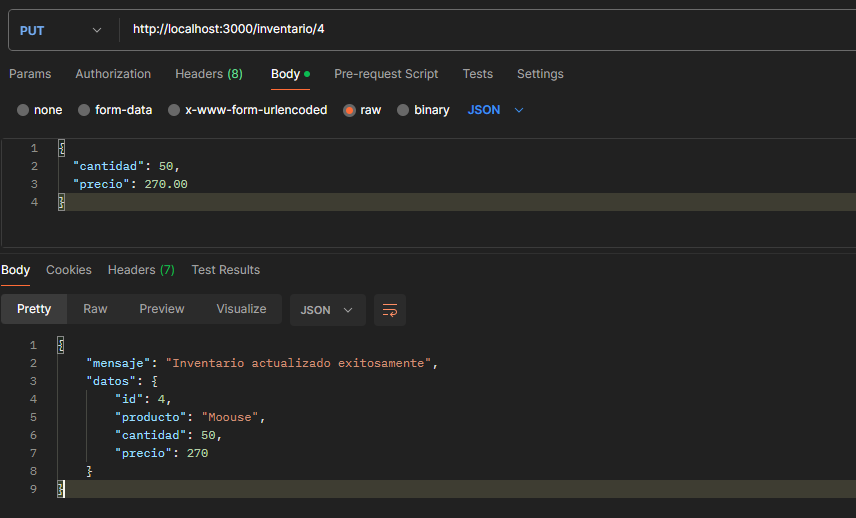 PUT http://localhost:3000/inventario/4
Params Authorization Headers (8) Body Pre-request Script Tests Settings
none form-data x-www-form-urlencoded raw binary JSON
1 {
2 "cantidad": 50,
3 "precio": 270.00
4 }
Body Cookies Headers (7) Test Results
Pretty Raw Preview Visualize JSON
1 {
2 "mensaje": "Inventario actualizado exitosamente",
3 "datos": {
4 "id": 4,
5 "producto": "Moouse",
6 "cantidad": 50,
7 "precio": 270
8 }
9 }